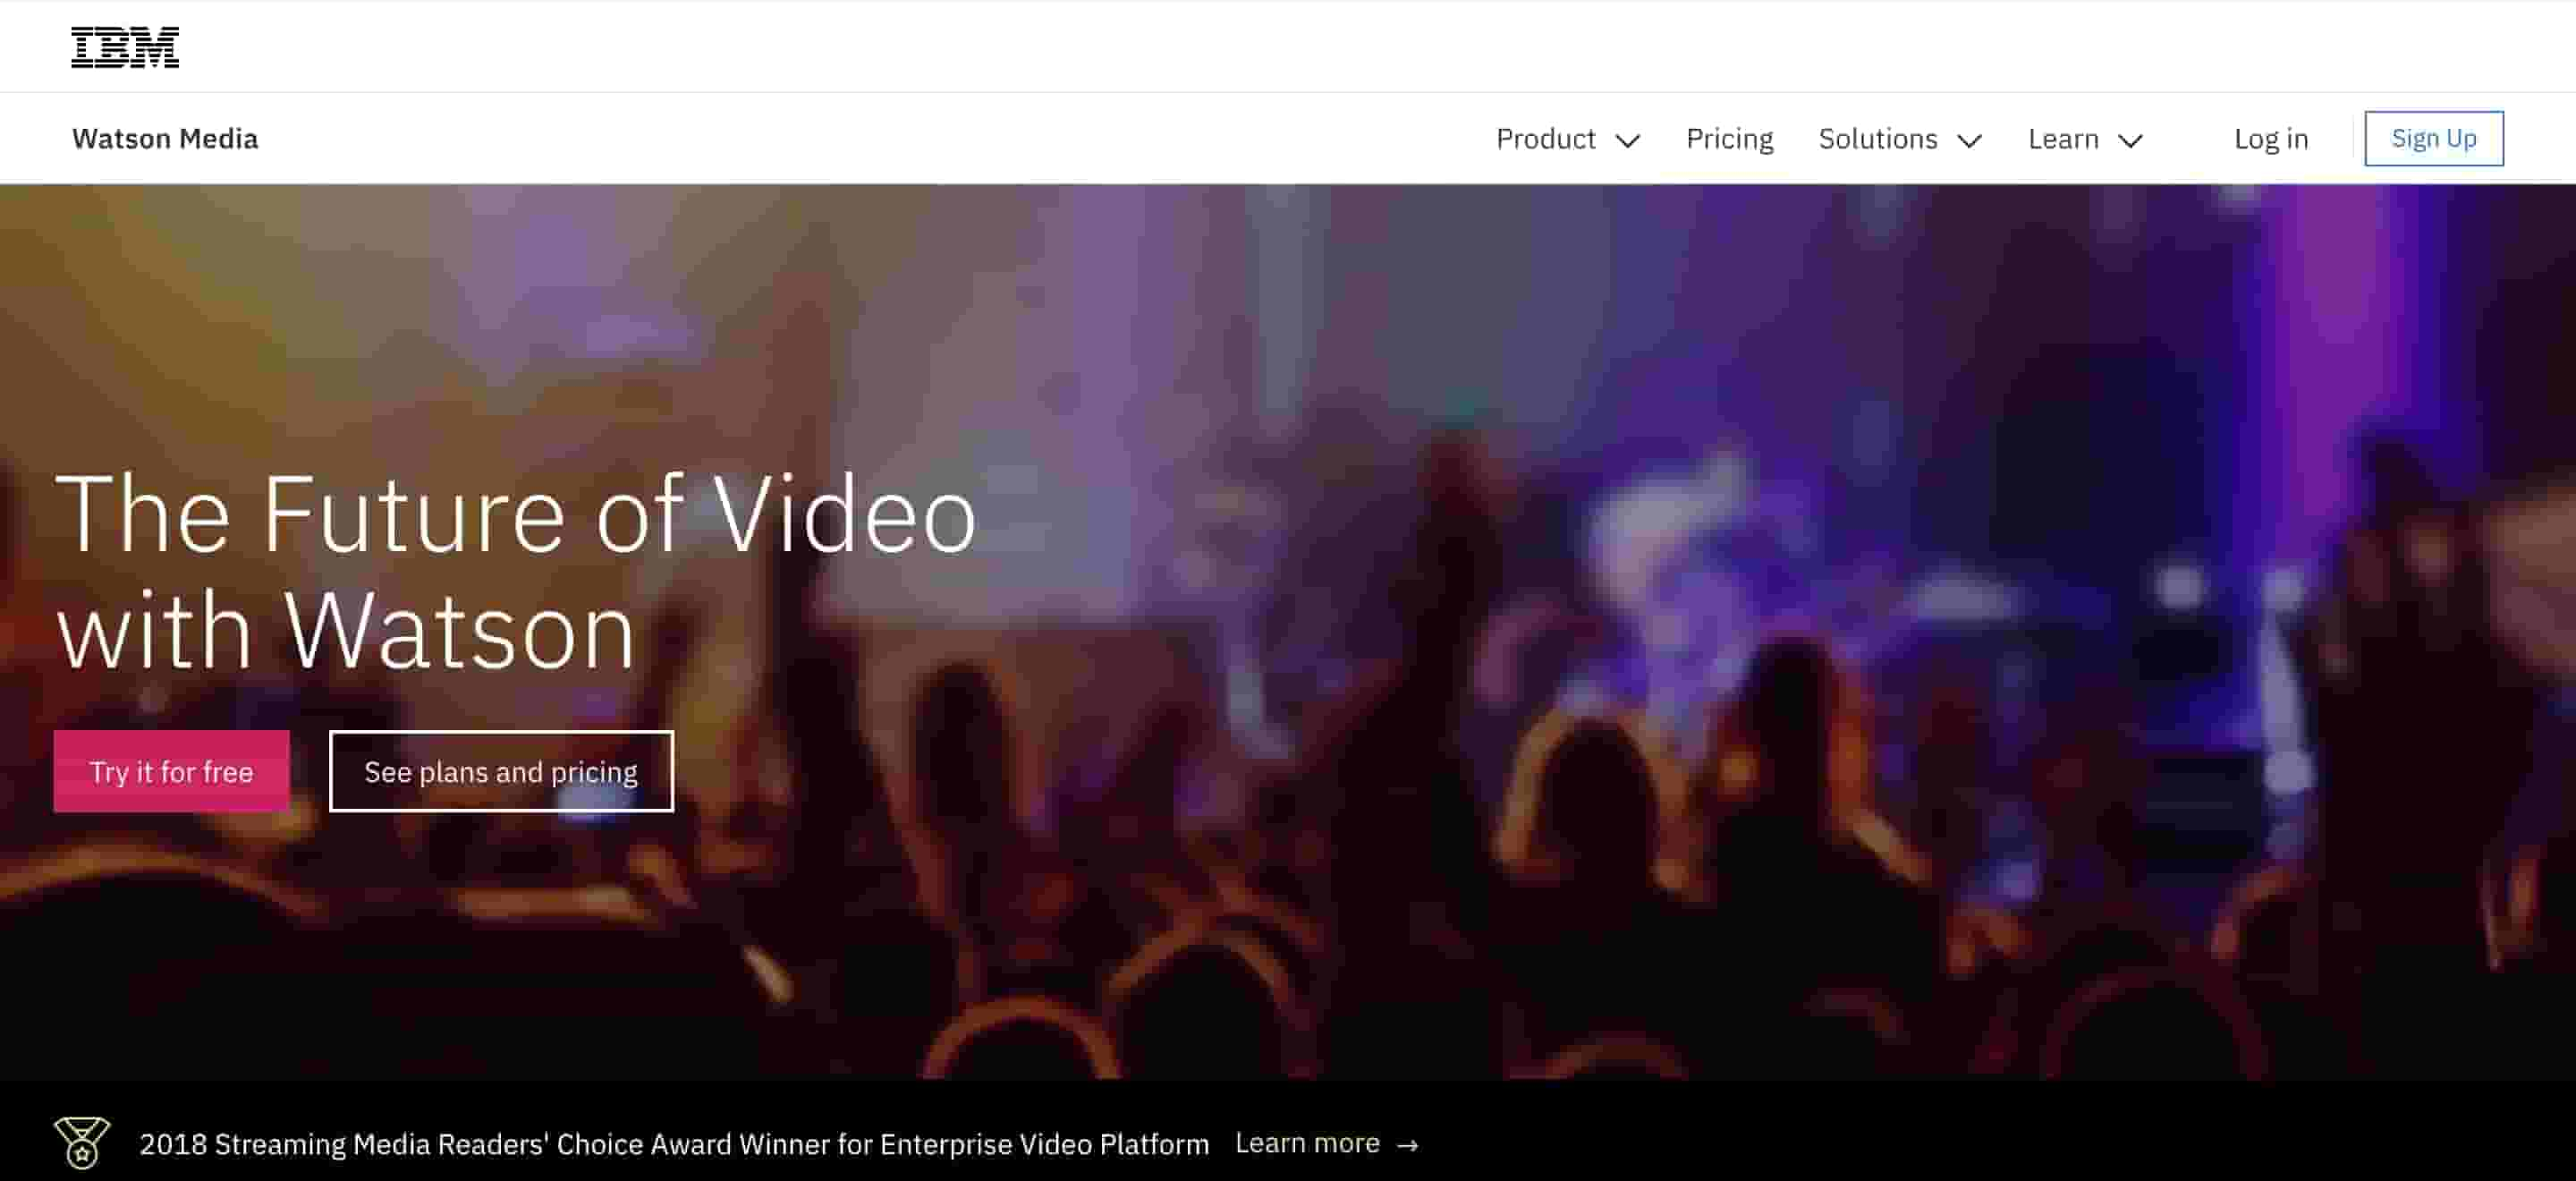 IBM
Watson Media
Product
Pricing
Solutions
Learn
Log in
Sign Up
The Future of Video
with Watson
Try it for free
See plans and pricing
2018 Streaming Media Readers' Choice Award Winner for Enterprise Video Platform
Learn more →